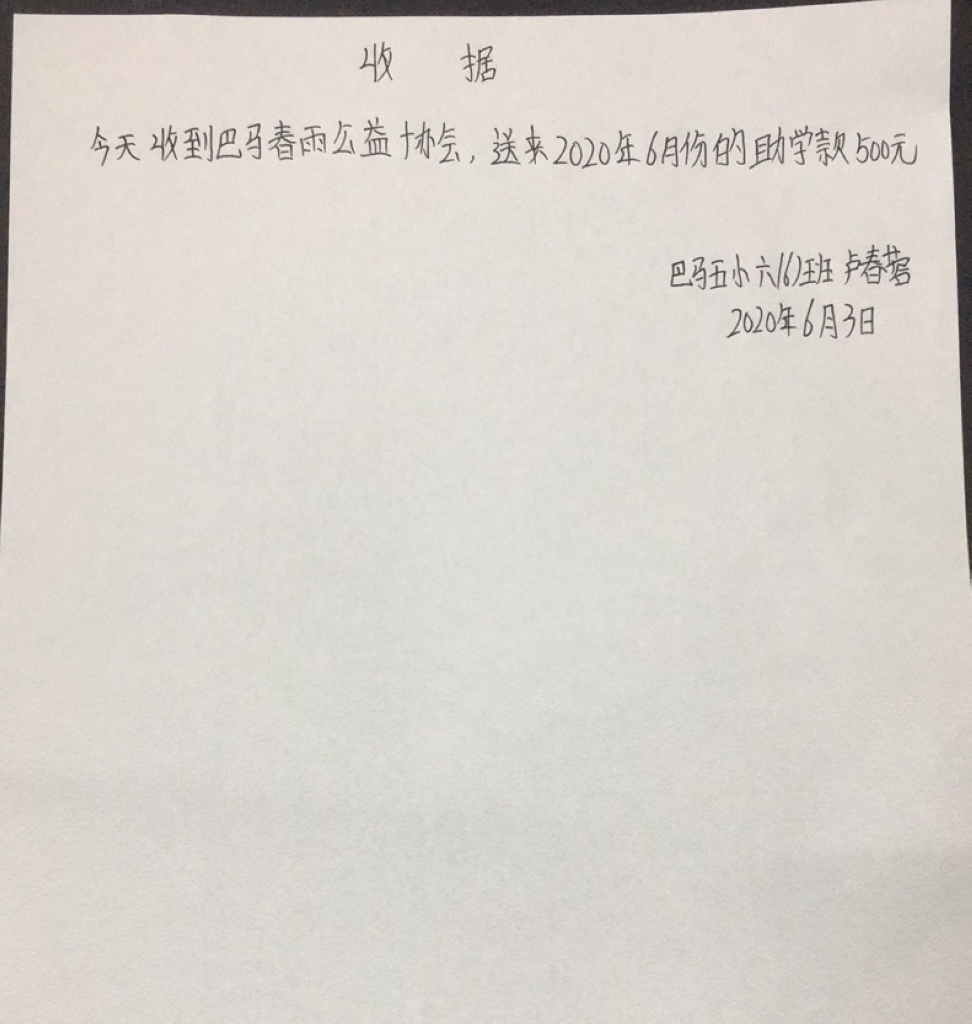 收 据
今天收到巴马春雨公益协会，送来2020年6月份的助学款500元
巴马五小六(6)班 卢春
2020年6月3日